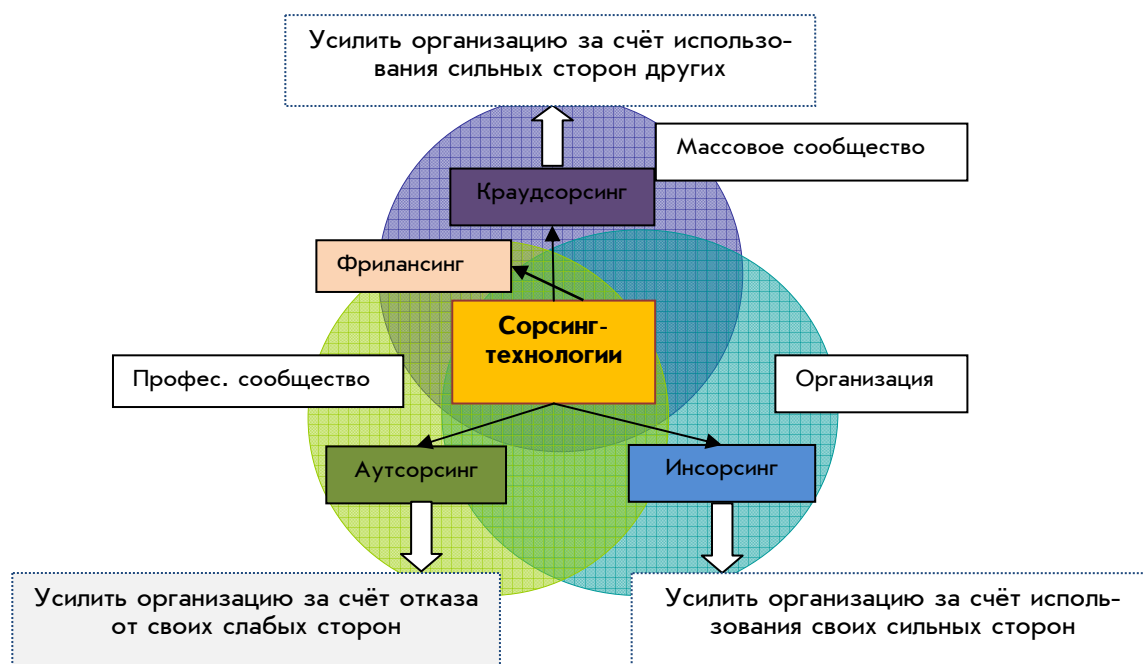 Усилить организацию за счёт использо-
вания сильных сторон других
Массовое сообщество
Краудсорсинг
Фрилансинг
Сорсинг-
технологии
Профес. сообщество
Организация
Аутсорсинг
Инсорсинг
Усилить организацию за счёт отказа
от своих слабых сторон
Усилить организацию за счёт исполь-
зования своих сильных сторон